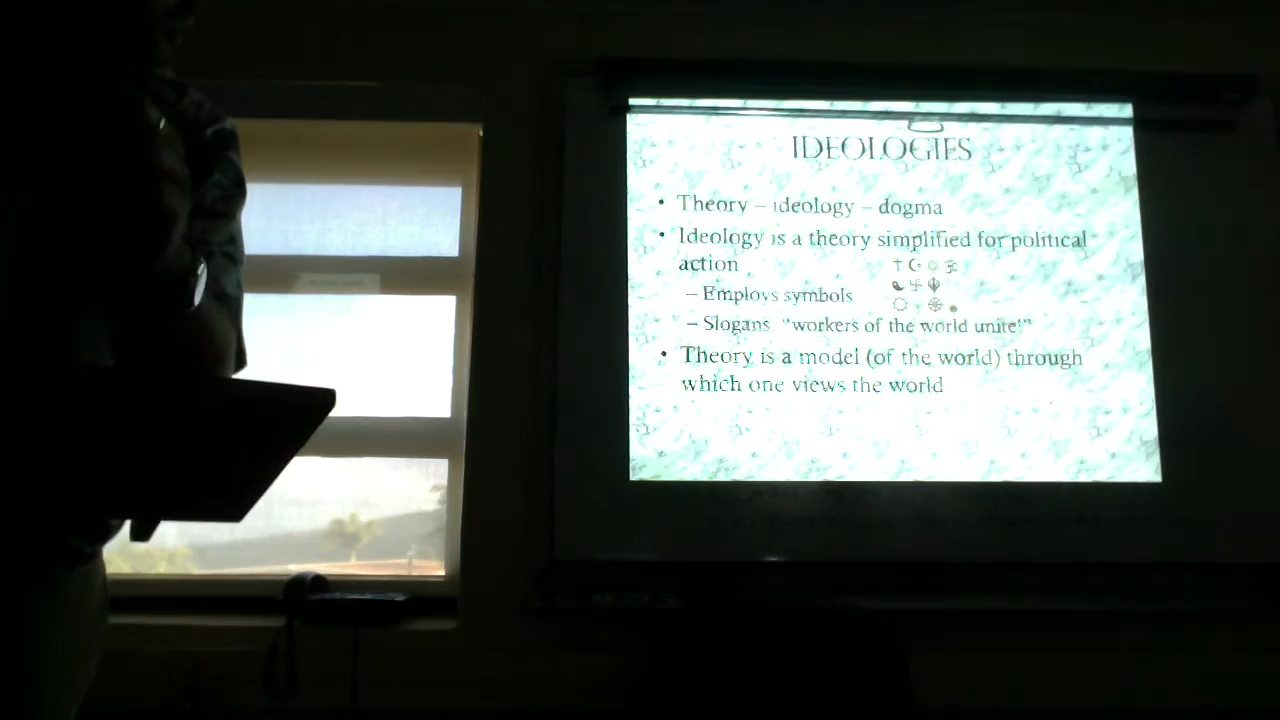 IDEOLOGIES
• Theory – ideology – dogma
• Ideology is a theory simplified for political
action
– Employs symbols
– Slogans "workers of the world unite!"
• Theory is a model (of the world) through
which one views the world